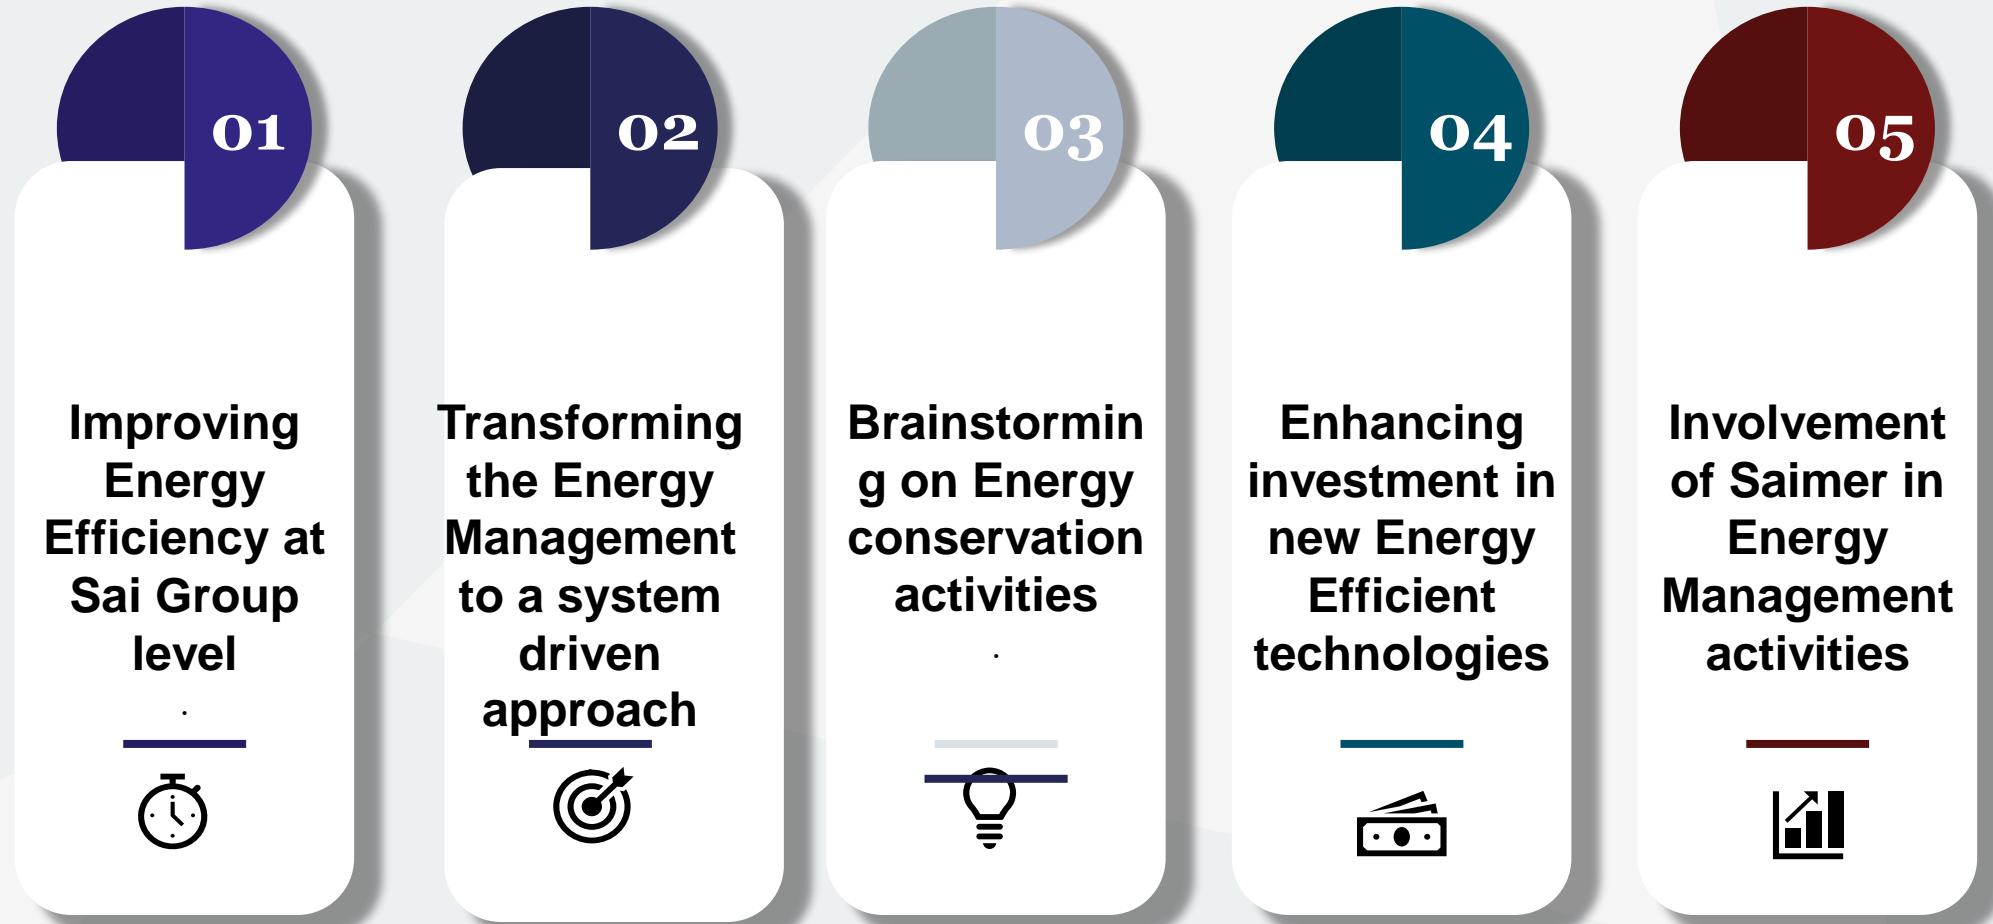 01
Improving
Energy
Efficiency at
Sai Group
level
.
02
Transforming
the Energy
Management
to a system
driven
approach
03
Brainstormin
g on Energy
conservation
activities
.
04
Enhancing
investment in
new Energy
Efficient
technologies
05
Involvement
of Saimer in
Energy
Management
activities